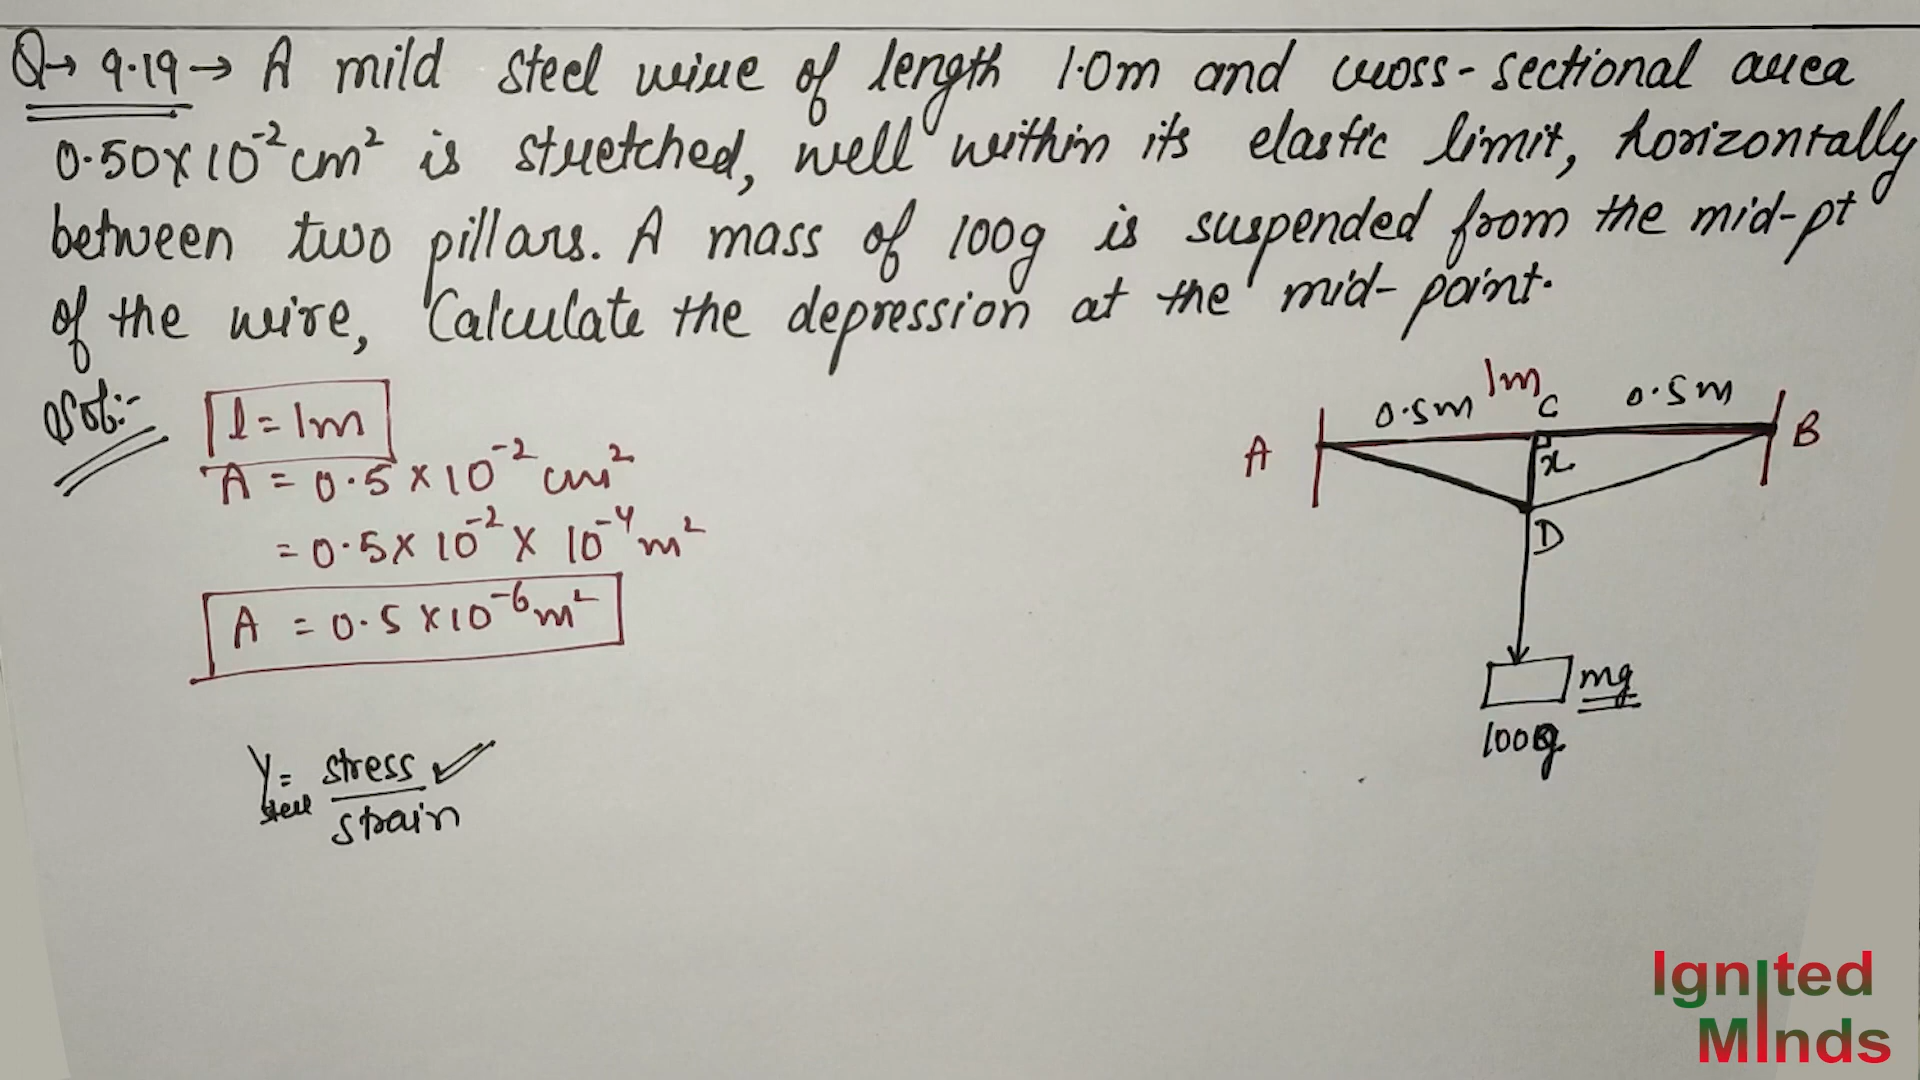 Q→ 9.19 → A mild steel wire of length 1.0m and cross-sectional area
0.50×10⁻² cm² is stretched, well within its elastic limit, horizontally
between two pillars. A mass of 100g is suspended from the mid-pt
of the wire, Calculate the depression at the mid-point.
Sol:-
l = 1m
A = 0.5 × 10⁻² cm²
= 0.5 × 10⁻² × 10⁻⁴ m²
A = 0.5 × 10⁻⁶ m²
Y steel = stress / strain
1m
0.5m C 0.5m
A B
x
D
mg
100g
Ignited
Minds